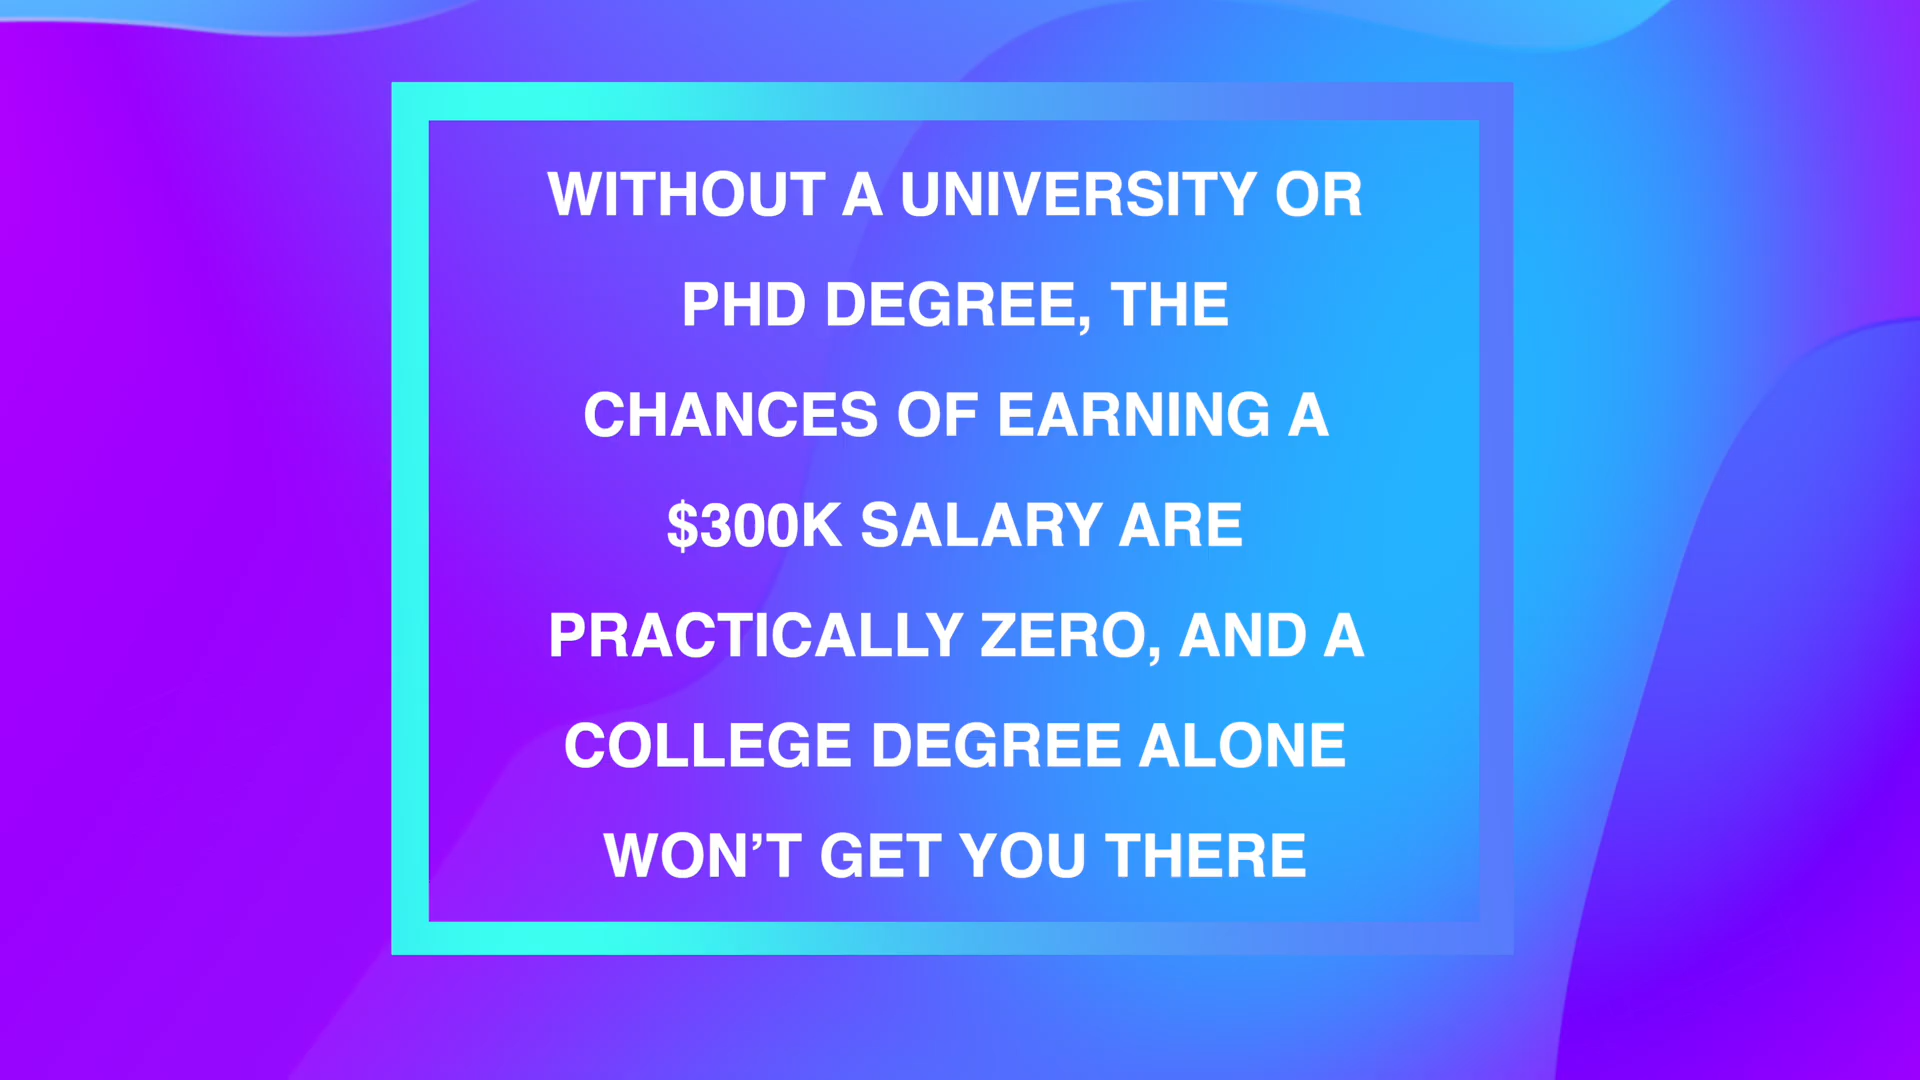 WITHOUT A UNIVERSITY OR
PHD DEGREE, THE
CHANCES OF EARNING A
$300K SALARY ARE
PRACTICALLY ZERO, AND A
COLLEGE DEGREE ALONE
WON’T GET YOU THERE